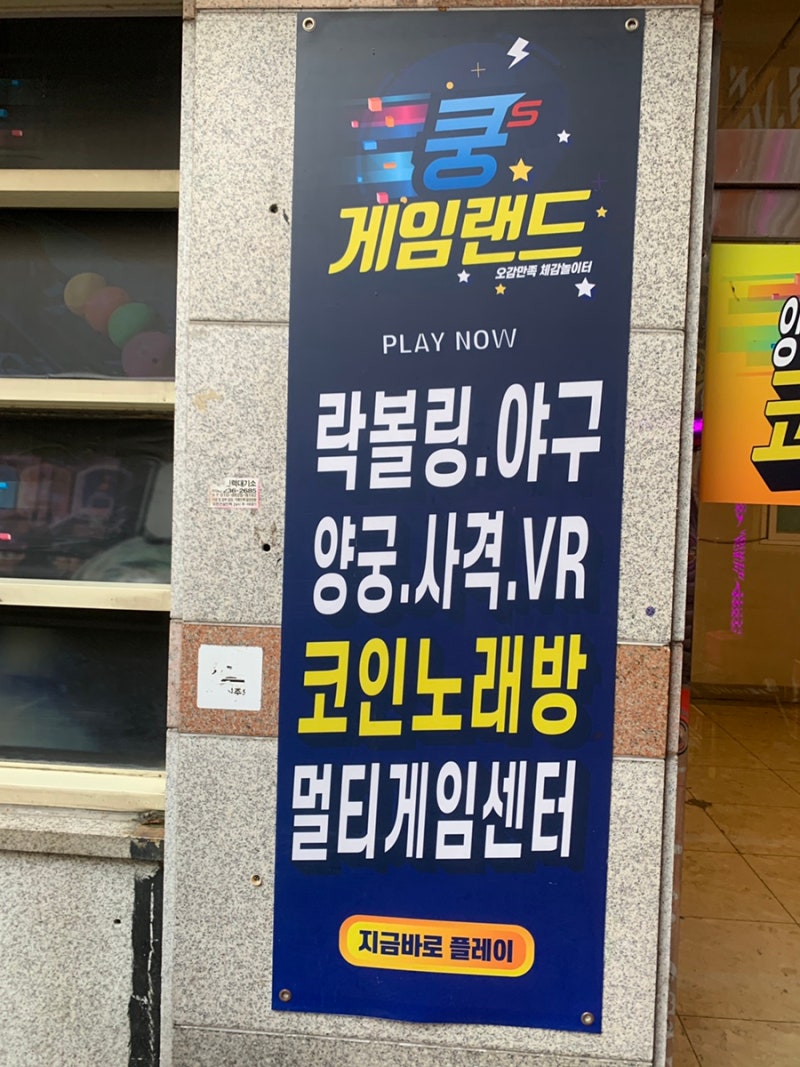 쿵s
게임랜드
오감만족 체감놀이터
PLAY NOW
락볼링.야구
양궁.사격.VR
코인노래방
멀티게임센터
지금바로 플레이
236-2685